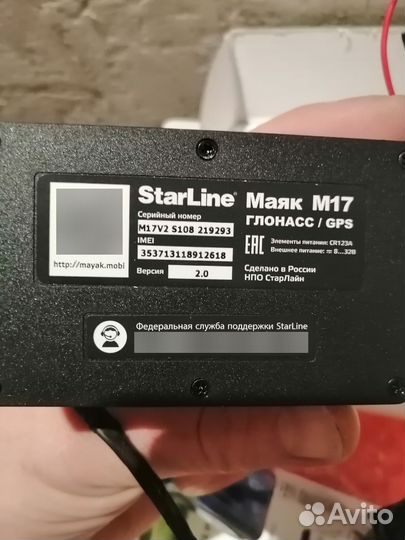 StarLine® Маяк М17
Серийный номер
M17V2 S108 219293
ГЛОНАСС / GPS
IMEI
353713118912618
Элементы питания: CR123A
Внешнее питание: = 8...32В
Версия 2.0
Сделано в России
НПО СтарЛайн
http://mayak.mobi
Федеральная служба поддержки StarLine
Avito